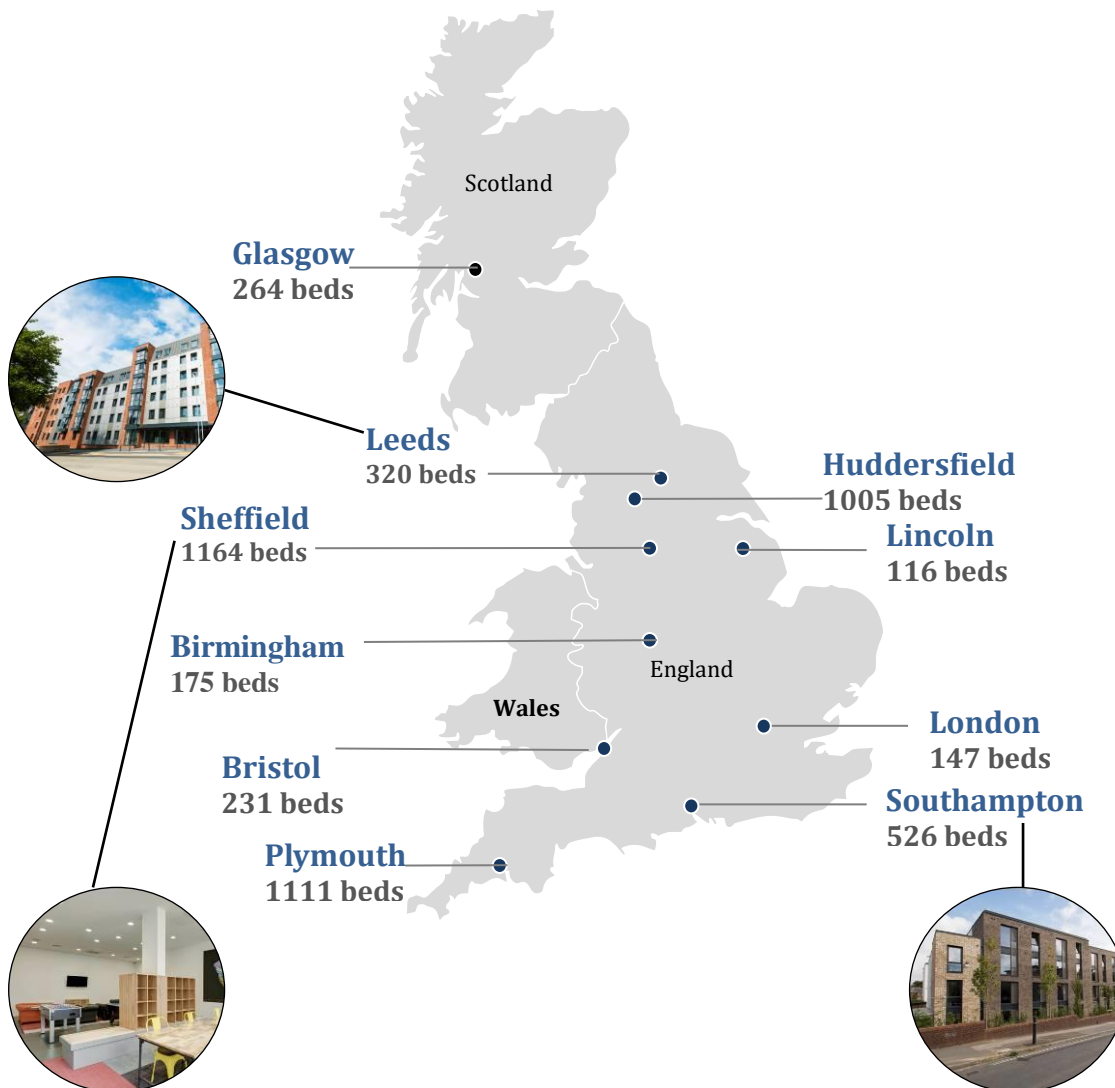 Scotland
Glasgow
264 beds
Leeds
320 beds
Huddersfield
1005 beds
Sheffield
1164 beds
Lincoln
116 beds
Birmingham
175 beds
England
Wales
London
147 beds
Bristol
231 beds
Southampton
526 beds
Plymouth
1111 beds